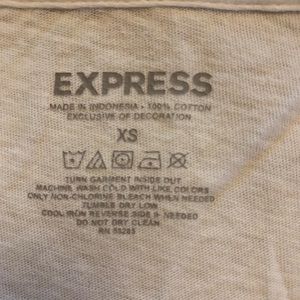 EXPRESS
MADE IN INDONESIA • 100% COTTON
EXCLUSIVE OF DECORATION
XS
TURN GARMENT INSIDE OUT
MACHINE WASH COLD WITH LIKE COLORS
ONLY NON-CHLORINE BLEACH WHEN NEEDED
TUMBLE DRY LOW
COOL IRON REVERSE SIDE IF NEEDED
DO NOT DRY CLEAN
RN 55285